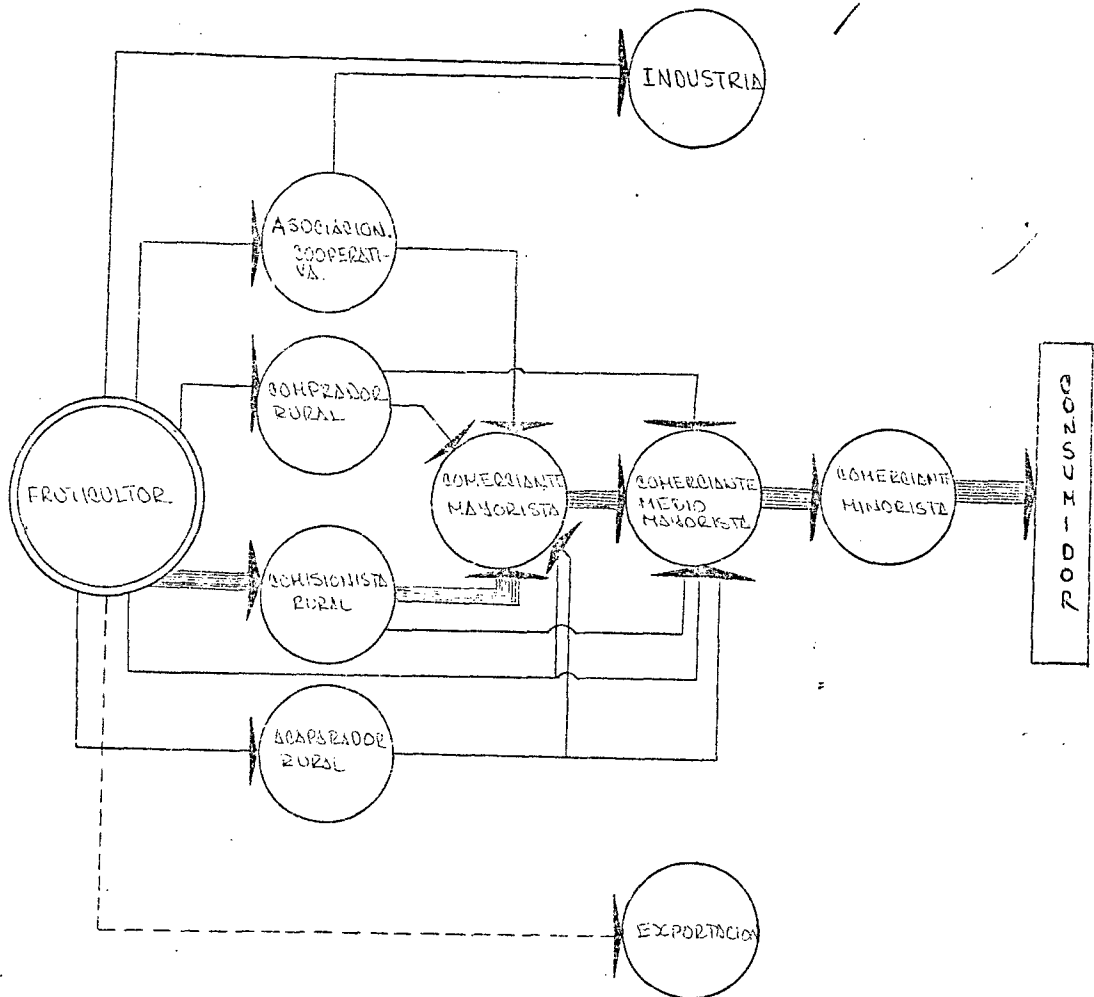 INDUSTRIA
ASOCIACION.
COOPERATI-
VA.
COMPRADOR
RURAL
FRUTICULTOR.
COMERCIANTE
MAYORISTA
COMERCIANTE
MEDIO
MAYORISTA
COMERCIANTE
MINORISTA
CONSUMIDOR
COMISIONISTA
RURAL
ACAPARADOR
RURAL
EXPORTACION